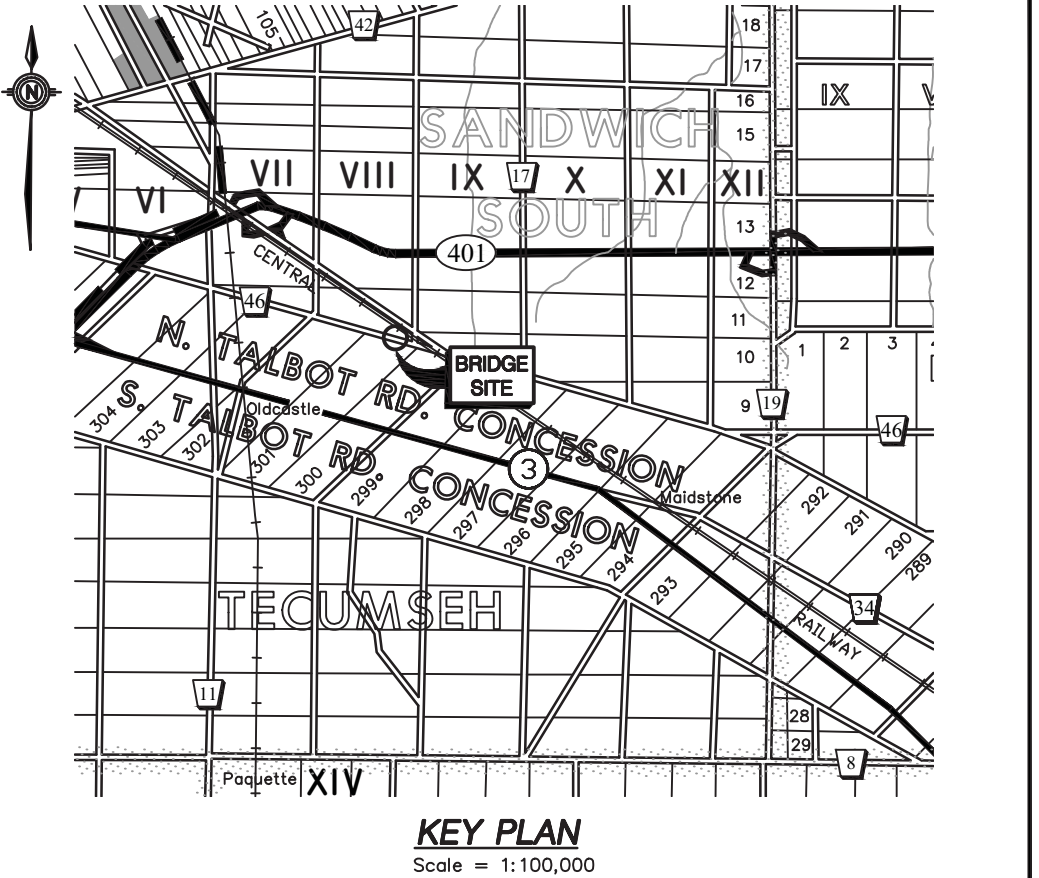 105
42
18
17
N
IX
16
SANDWICH
15
VII
VIII
IX
17
X
XI
XII
VI
SOUTH
13
401
CENTRAL
12
46
11
N. TALBOT RD. CONCESSION
BRIDGE
SITE
10
1
2
3
S. TALBOT RD. CONCESSION
Oldcastle
9
19
46
304
303
302
301
300
299
298
297
296
295
294
293
3
Maidstone
292
291
290
289
TECUMSEH
34
RAILWAY
11
28
29
8
Paquette
XIV
KEY PLAN
Scale = 1:100,000